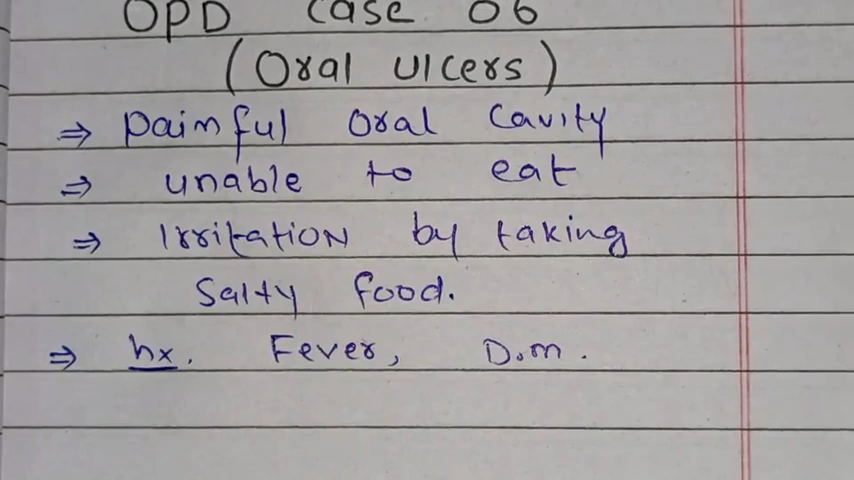 OPD Case 06
(Oral ulcers)
⇒ Painful Oral Cavity
⇒ unable to eat
⇒ Irritation by taking
Salty food.
⇒ hx. Fever, D.m.